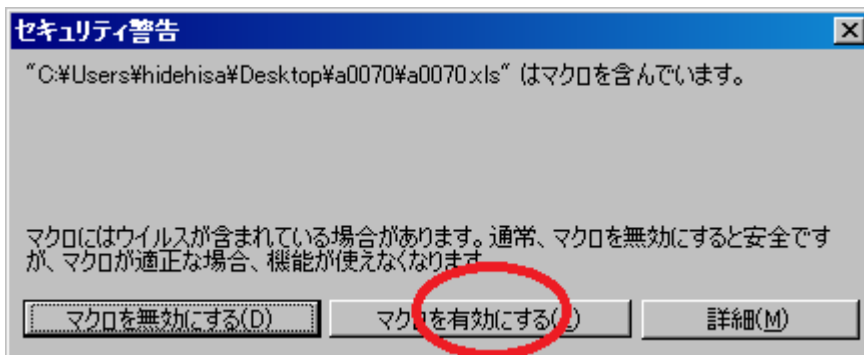 セキュリティ警告
"C:¥Users¥hidehisa¥Desktop¥a0070¥a0070.xls" はマクロを含んでいます。
マクロにはウイルスが含まれている場合があります。通常、マクロを無効にすると安全です
が、マクロが適正な場合、機能が使えなくなります。
マクロを無効にする(D)
マクロを有効にする
詳細(M)